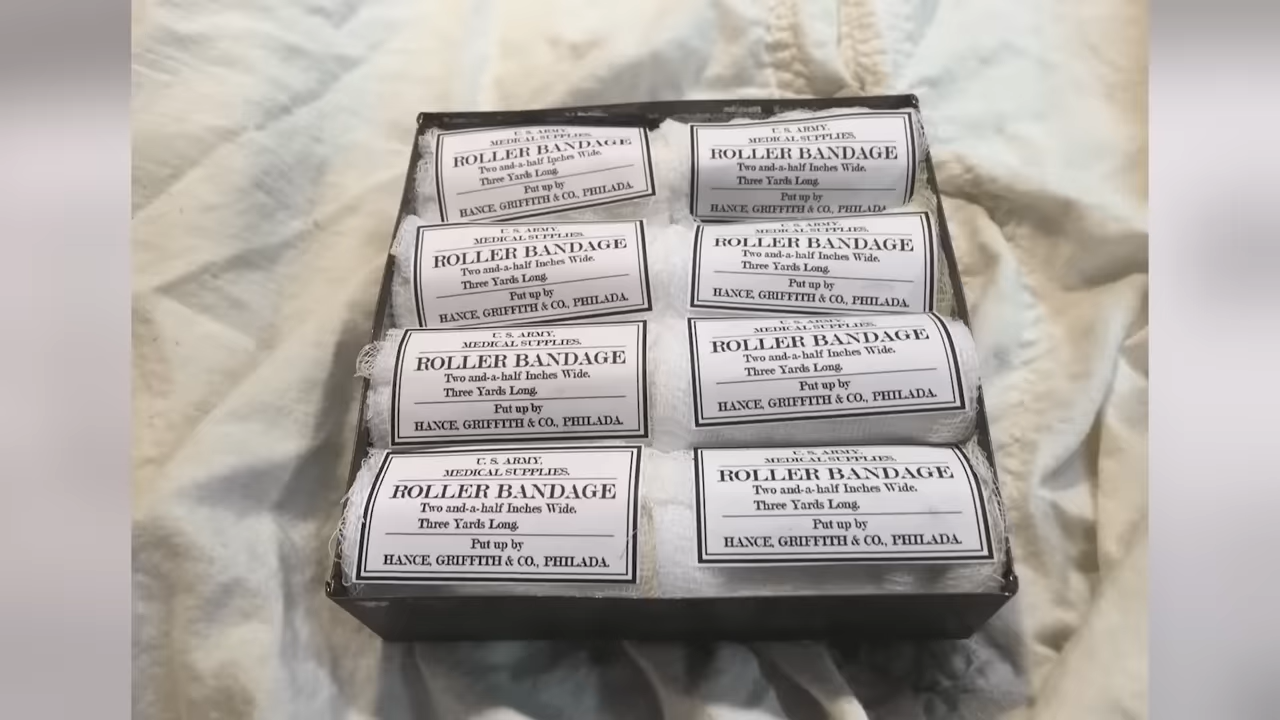 U. S. ARMY,
MEDICAL SUPPLIES,
ROLLER BANDAGE
Two and-a-half Inches Wide.
Three Yards Long.
Put up by
HANCE, GRIFFITH & CO., PHILADA.
U. S. ARMY,
MEDICAL SUPPLIES,
ROLLER BANDAGE
Two and-a-half Inches Wide.
Three Yards Long.
Put up by
HANCE, GRIFFITH & CO., PHILADA
U. S. ARMY,
MEDICAL SUPPLIES,
ROLLER BANDAGE
Two and-a-half Inches Wide.
Three Yards Long.
Put up by
HANCE, GRIFFITH & CO., PHILADA.
U. S. ARMY,
MEDICAL SUPPLIES,
ROLLER BANDAGE
Two and-a-half Inches Wide.
Three Yards Long.
Put up by
HANCE, GRIFFITH & CO., PHILADA.
U. S. ARMY,
MEDICAL SUPPLIES,
ROLLER BANDAGE
Two and-a-half Inches Wide.
Three Yards Long.
Put up by
HANCE, GRIFFITH & CO., PHILADA.
U. S. ARMY,
MEDICAL SUPPLIES,
ROLLER BANDAGE
Two and-a-half Inches Wide.
Three Yards Long.
Put up by
HANCE, GRIFFITH & CO., PHILADA.
U. S. ARMY,
MEDICAL SUPPLIES,
ROLLER BANDAGE
Two and-a-half Inches Wide.
Three Yards Long.
Put up by
HANCE, GRIFFITH & CO., PHILADA.
U. S. ARMY,
MEDICAL SUPPLIES,
ROLLER BANDAGE
Two and-a-half Inches Wide.
Three Yards Long.
Put up by
HANCE, GRIFFITH & CO., PHILADA.